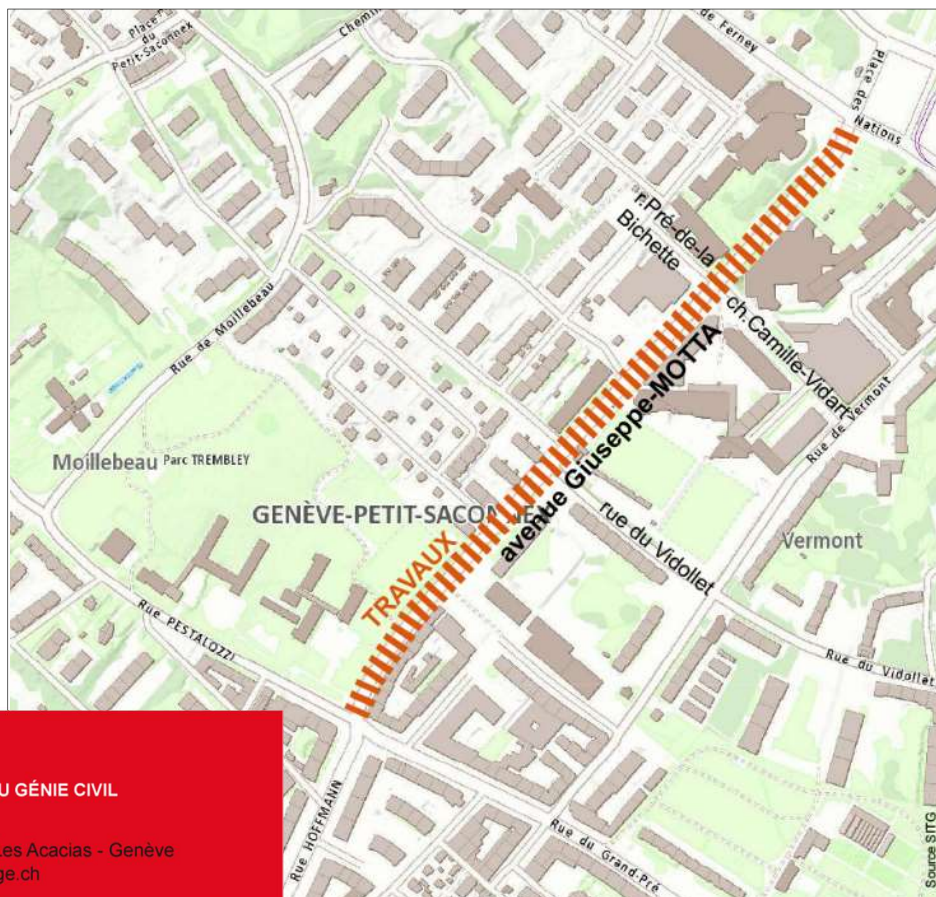 Place
du
Petit-Saconnex
Chemin
de Ferney
Place des
Nations
r.Pré-de-la
Bichette
ch.Camille-Vidart
Rue de Moillebeau
avenue Giuseppe-MOTTA
Rue de Vermont
Moillebeau
Parc TREMBLEY
GENÈVE-PETIT-SACONNE
rue du Vidollet
Vermont
TRAVAUX
Rue PESTALOZZI
Rue du Vidollet
U GÉNIE CIVIL
Les Acacias - Genève
ge.ch
Rue HOFFMANN
Rue du Grand-Pré
Source SITG